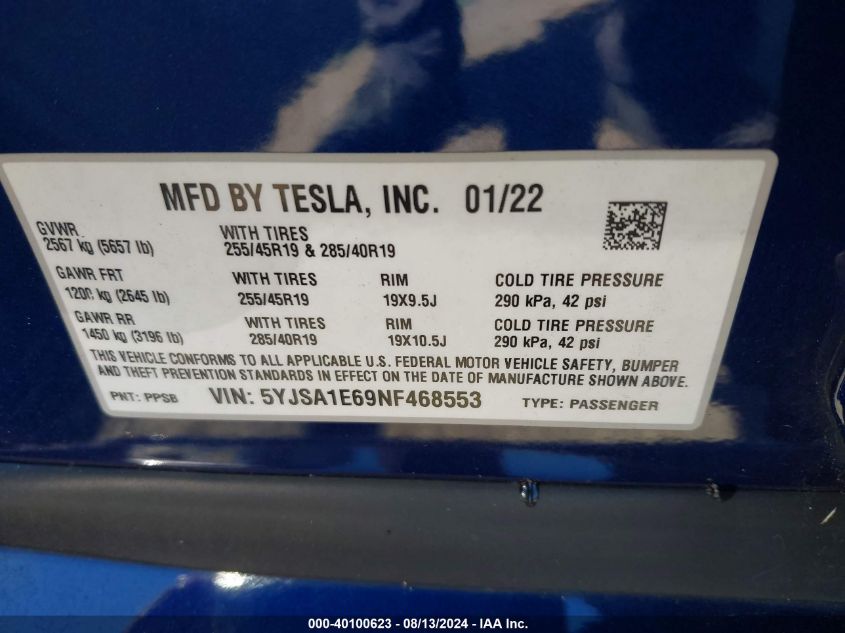 MFD BY TESLA, INC. 01/22
GVWR
2567 kg (5657 lb)
WITH TIRES
255/45R19 & 285/40R19
GAWR FRT
1200 kg (2645 lb)
WITH TIRES
255/45R19
RIM
19X9.5J
COLD TIRE PRESSURE
290 kPa, 42 psi
GAWR RR
1450 kg (3196 lb)
WITH TIRES
285/40R19
RIM
19X10.5J
COLD TIRE PRESSURE
290 kPa, 42 psi
THIS VEHICLE CONFORMS TO ALL APPLICABLE U.S. FEDERAL MOTOR VEHICLE SAFETY, BUMPER
AND THEFT PREVENTION STANDARDS IN EFFECT ON THE DATE OF MANUFACTURE SHOWN ABOVE.
PNT: PPSB VIN: 5YJSA1E69NF468553 TYPE: PASSENGER
000-40100623 - 08/13/2024 - IAA Inc.